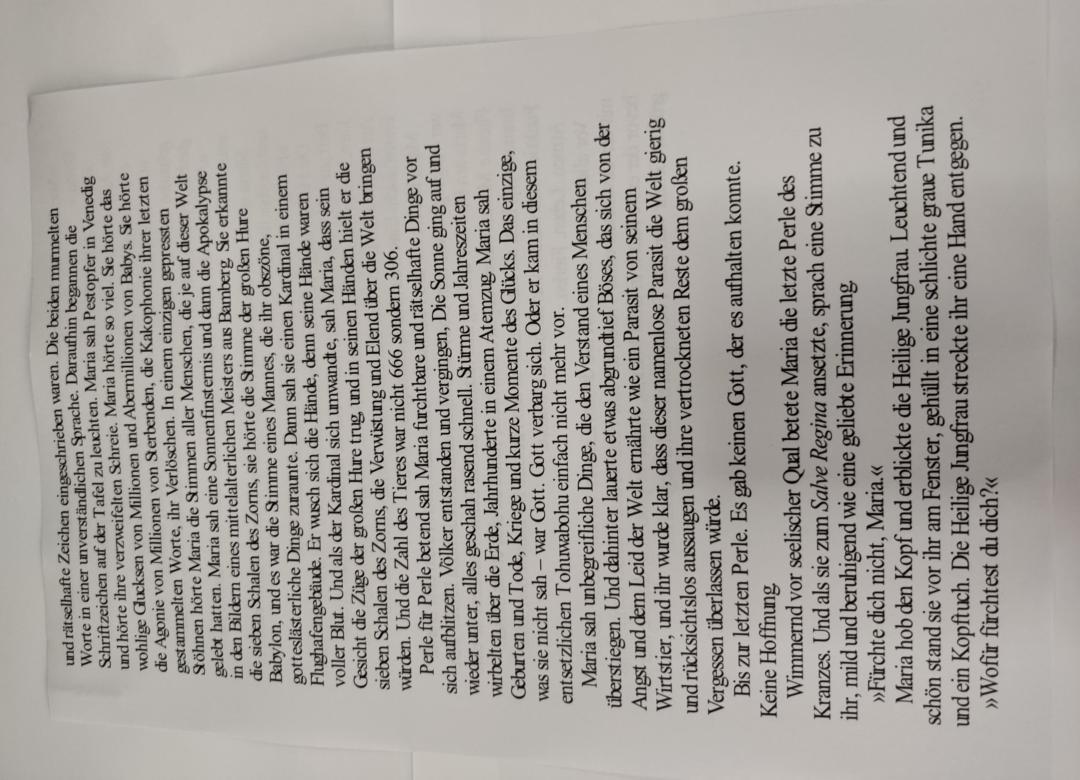 und rätselhafte Zeichen eingeschrieben waren. Die beiden murmelten
Worte in einer unverständlichen Sprache. Daraufhin begannen die
Schriftzeichen auf der Tafel zu leuchten. Maria sah Pestopfer in Venedig
und hörte ihre verzweifelten Schreie. Maria hörte so viel. Sie hörte das
wohlige Glucksen von Millionen und Abermillionen von Babys. Sie hörte
die Agonie von Millionen von Sterbenden, die Kakophonie ihrer letzten
gestammelten Worte, ihr Verlöschen. In einem einzigen gepressten
Stöhnen hörte Maria die Stimmen aller Menschen, die je auf dieser Welt
gelebt hatten. Maria sah eine Sonnenfinsternis und dann die Apokalypse
in den Bildern eines mittelalterlichen Meisters aus Bamberg. Sie erkannte
die sieben Schalen des Zorns, sie hörte die Stimme der großen Hure
Babylon, und es war die Stimme eines Mannes, die ihr obszöne,
gotteslästerliche Dinge zuraunte. Dann sah sie einen Kardinal in einem
Flughafengebäude. Er wusch sich die Hände, denn seine Hände waren
voller Blut. Und als der Kardinal sich umwandte, sah Maria, dass sein
Gesicht die Züge der großen Hure trug, und in seinen Händen hielt er die
sieben Schalen des Zorns, die Verwüstung und Elend über die Welt bringen
würden. Und die Zahl des Tieres war nicht 666 sondern 306.
Perle für Perle betend sah Maria furchtbare und rätselhafte Dinge vor
sich aufblitzen. Völker entstanden und vergingen, Die Sonne ging auf und
wieder unter, alles geschah rasend schnell. Stürme und Jahreszeiten
wirbelten über die Erde, Jahrhunderte in einem Atemzug. Maria sah
Geburten und Tode, Kriege und kurze Momente des Glücks. Das einzige,
was sie nicht sah – war Gott. Gott verbarg sich. Oder er kam in diesem
entsetzlichen Tohuwabohu einfach nicht mehr vor.
Maria sah unbegreifliche Dinge, die den Verstand eines Menschen
überstiegen. Und dahinter lauerte etwas abgrundtief Böses, das sich von der
Angst und dem Leid der Welt ernährte wie ein Parasit von seinem
Wirtstier, und ihr wurde klar, dass dieser namenlose Parasit die Welt gierig
und rücksichtslos aussaugen und ihre vertrockneten Reste dem großen
Vergessen überlassen würde.
Bis zur letzten Perle. Es gab keinen Gott, der es aufhalten konnte.
Keine Hoffnung
Wimmernd vor seelischer Qual betete Maria die letzte Perle des
Kranzes. Und als sie zum Salve Regina ansetzte, sprach eine Stimme zu
ihr, mild und beruhigend wie eine geliebte Erinnerung
»Fürchte dich nicht, Maria.«
Maria hob den Kopf und erblickte die Heilige Jungfrau. Leuchtend und
schön stand sie vor ihr am Fenster, gehüllt in eine schlichte graue Tunika
und ein Kopftuch. Die Heilige Jungfrau streckte ihr eine Hand entgegen.
»Wofür fürchtest du dich?«